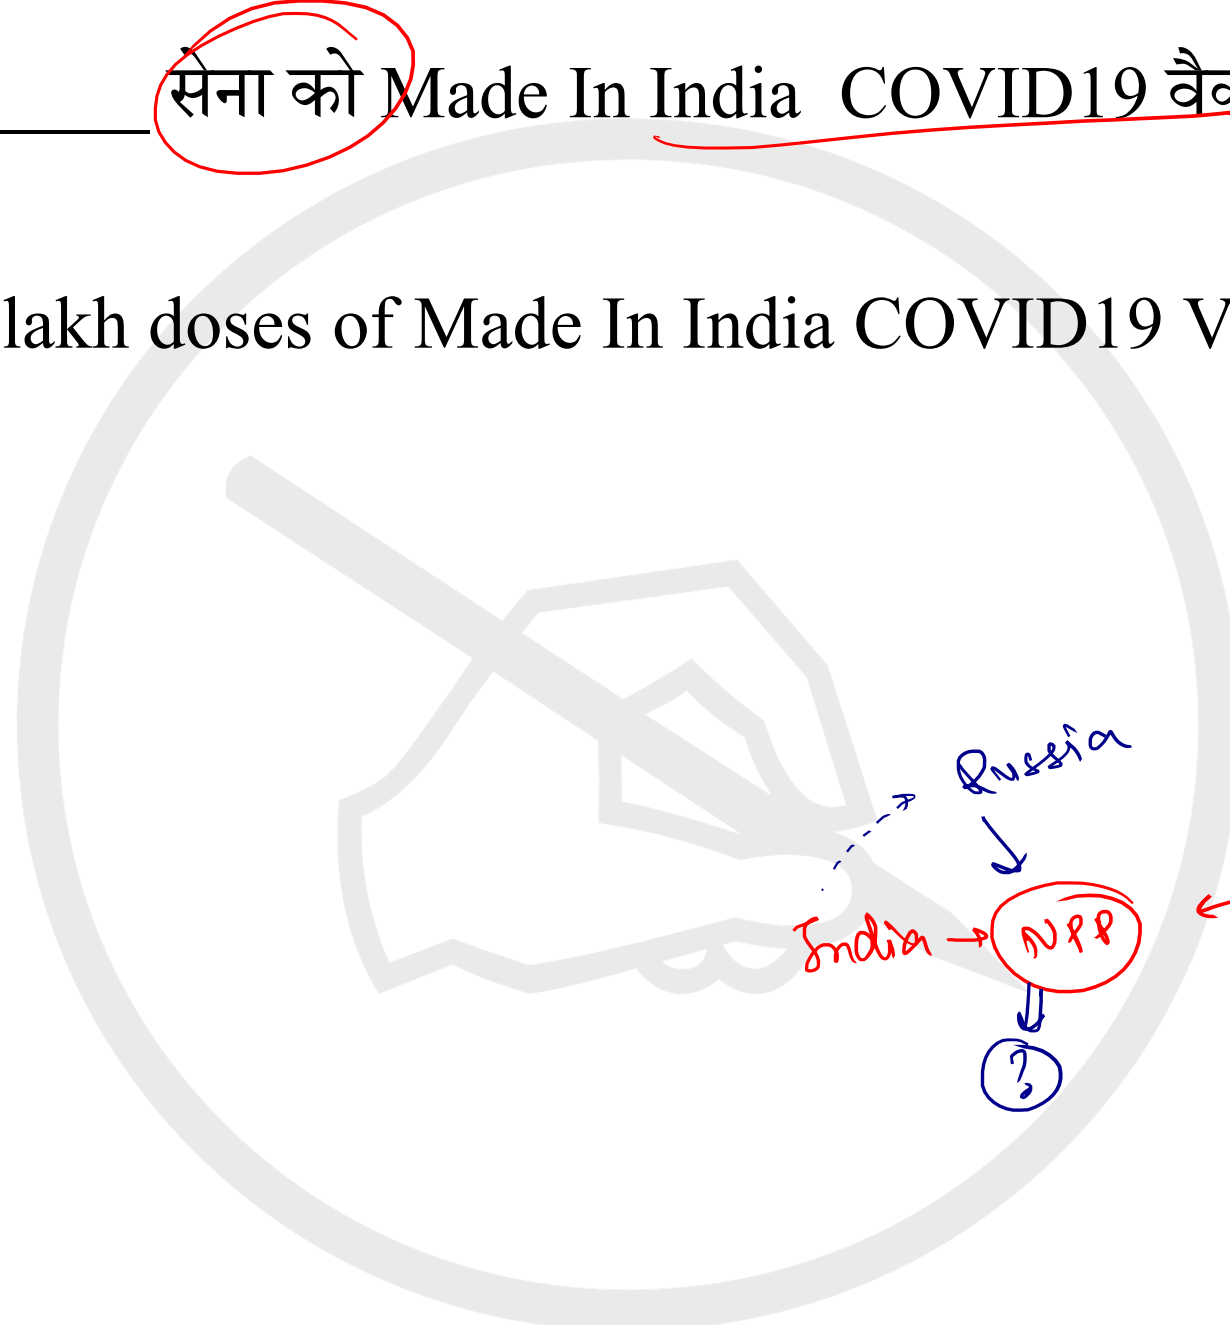 सेना को Made In India COVID19
lakh doses of Made In India COVID19 V
Russia
India → NPP
?